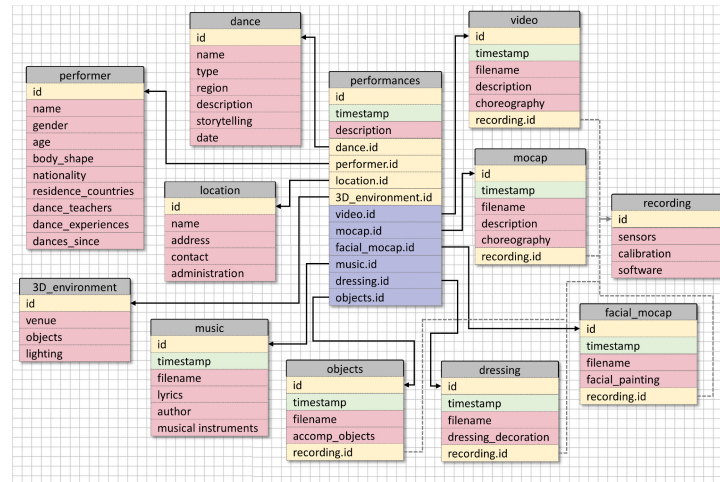 dance
id
name
type
region
description
storytelling
date
performer
id
name
gender
age
body_shape
nationality
residence_countries
dance_teachers
dance_experiences
dances_since
location
id
name
address
contact
administration
performances
id
timestamp
description
dance.id
performer.id
location.id
3D_environment.id
video.id
mocap.id
facial_mocap.id
music.id
dressing.id
objects.id
video
id
timestamp
filename
description
choreography
recording.id
mocap
id
timestamp
filename
description
choreography
recording.id
recording
id
sensors
calibration
software
3D_environment
id
venue
objects
lighting
music
id
timestamp
filename
lyrics
author
musical instruments
objects
id
timestamp
filename
accomp_objects
recording.id
dressing
id
timestamp
filename
dressing_decoration
recording.id
facial_mocap
id
timestamp
filename
facial_painting
recording.id